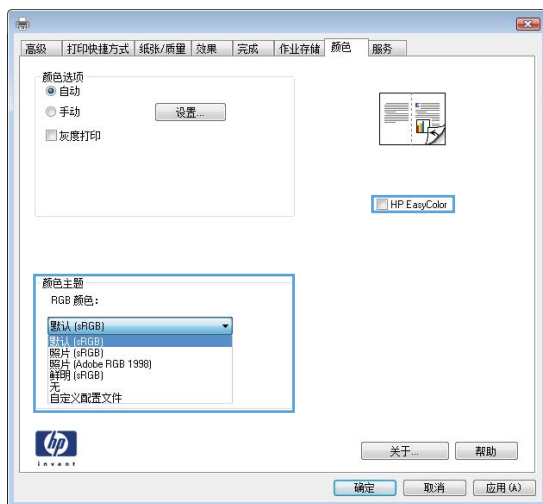 高级 打印快捷方式 纸张/质量 效果 完成 作业存储 颜色 服务
颜色选项
自动
手动
设置...
灰度打印
HP EasyColor
颜色主题
RGB 颜色：
默认 (sRGB)
默认 (sRGB)
照片 (sRGB)
照片 (Adobe RGB 1998)
鲜明 (sRGB)
无
自定义配置文件
hp
invent
关于... 帮助
确定 取消 应用 (A)